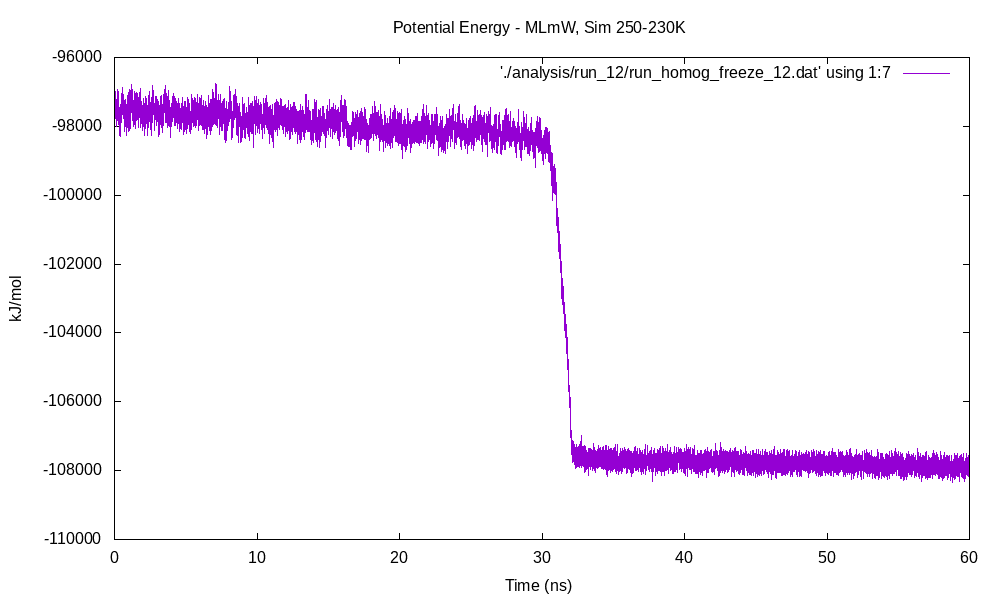 Potential Energy - MLmW, Sim 250-230K
'./analysis/run_12/run_homog_freeze_12.dat' using 1:7
-96000
-98000
-100000
-102000
-104000
-106000
-108000
-110000
kJ/mol
0 10 20 30 40 50 60
Time (ns)